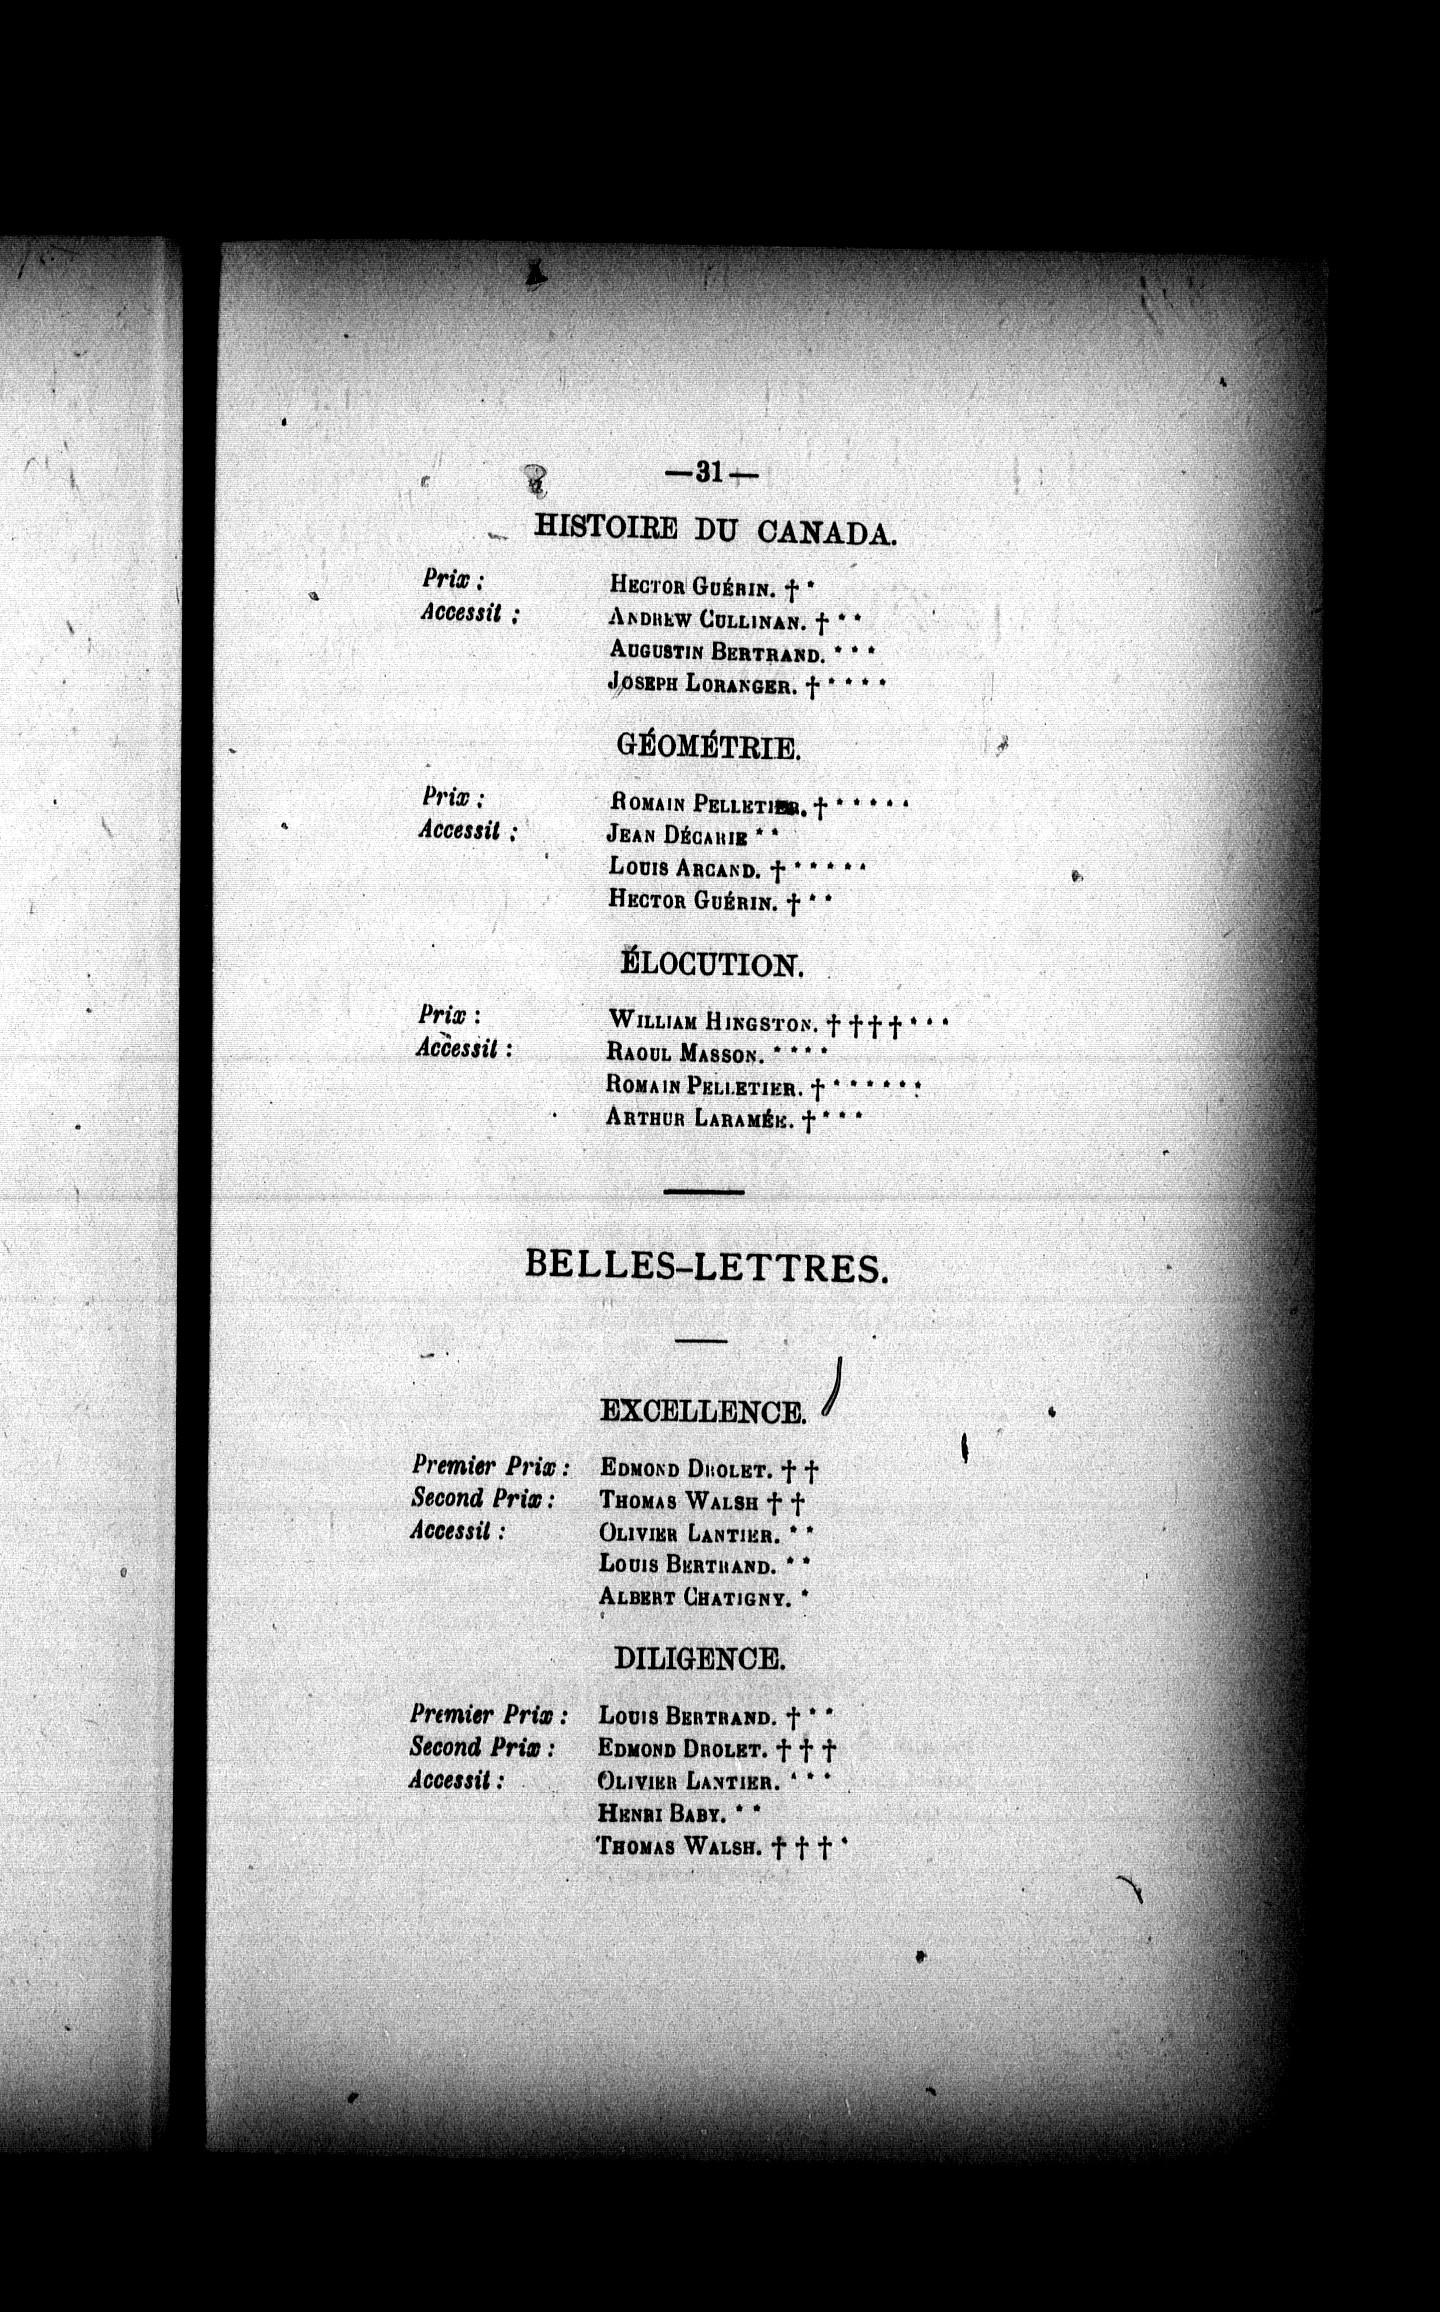 —31—
HISTOIRE DU CANADA.
Prix : HECTOR GUÉRIN. † *
Accessit : ANDREW CULLINAN. † * *
AUGUSTIN BERTRAND. * * *
JOSEPH LORANGER. † * * * *
GÉOMÉTRIE.
Prix : ROMAIN PELLETIER. † * * * * *
Accessit : JEAN DÉCARIE * *
LOUIS ARCAND. † * * * * *
HECTOR GUÉRIN. † * *
ÉLOCUTION.
Prix : WILLIAM HINGSTON. † † † † * * *
Accessit : RAOUL MASSON. * * * *
ROMAIN PELLETIER. † * * * * * *
ARTHUR LARAMÉE. † * * *
BELLES-LETTRES.
EXCELLENCE.
Premier Prix : EDMOND DROLET. † †
Second Prix : THOMAS WALSH † †
Accessit : OLIVIER LANTIER. * *
LOUIS BERTRAND. * *
ALBERT CHATIGNY. *
DILIGENCE.
Premier Prix : LOUIS BERTRAND. † * *
Second Prix : EDMOND DROLET. † † †
Accessit : OLIVIER LANTIER. * * *
HENRI BABY. * *
THOMAS WALSH. † † † *